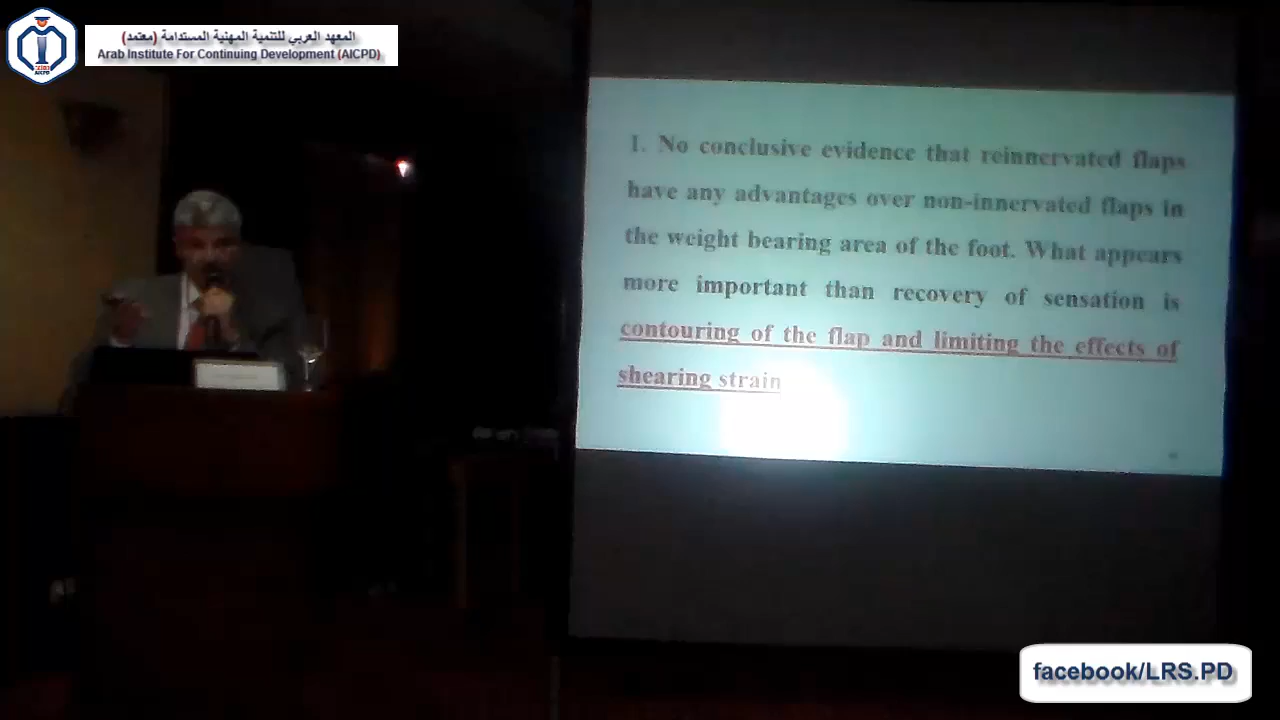 المعهد العربي للتنمية المهنية المستدامة (معتمد)
Arab Institute For Continuing Development (AICPD)
AICPD
I. No conclusive evidence that reinnervated flaps
have any advantages over non-innervated flaps in
the weight bearing area of the foot. What appears
more important than recovery of sensation is
contouring of the flap and limiting the effects of
shearing strain
facebook/LRS.PD